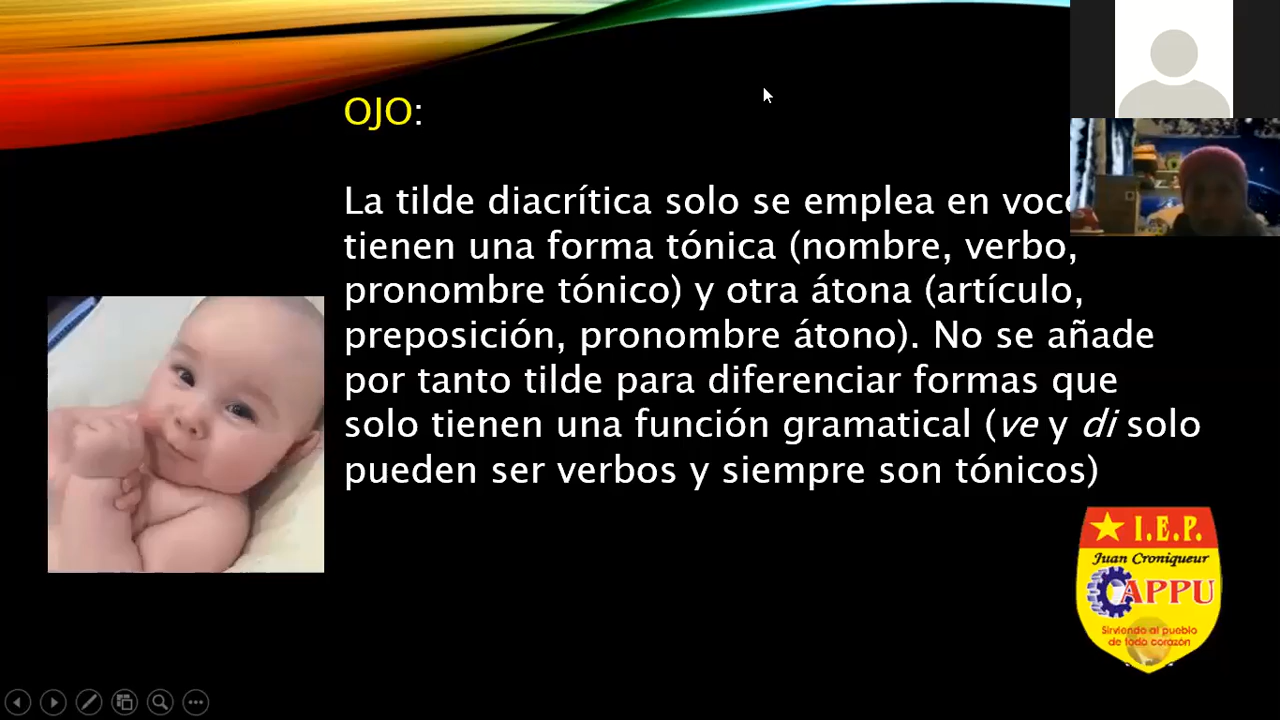 OJO:
La tilde diacrítica solo se emplea en
tienen una forma tónica (nombre, verbo,
pronombre tónico) y otra átona (artículo,
preposición, pronombre átono). No se añade
por tanto tilde para diferenciar formas que
solo tienen una función gramatical (ve y di solo
pueden ser verbos y siempre son tónicos)
I.E.P.
Juan Croniqueur
CAPPU
Sirviendo al pueblo
de todo corazón